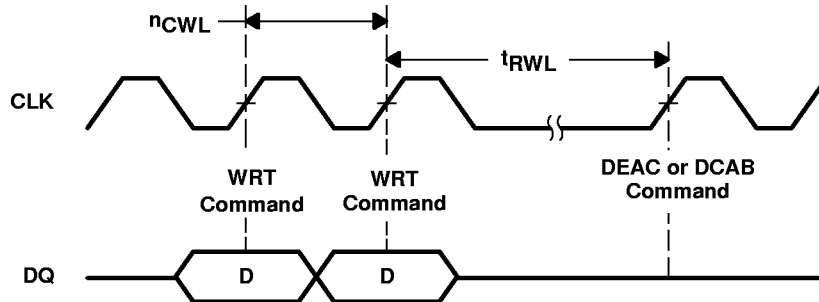 nCWL
tRWL
CLK
WRT Command
WRT Command
DEAC or DCAB Command
DQ
D
D